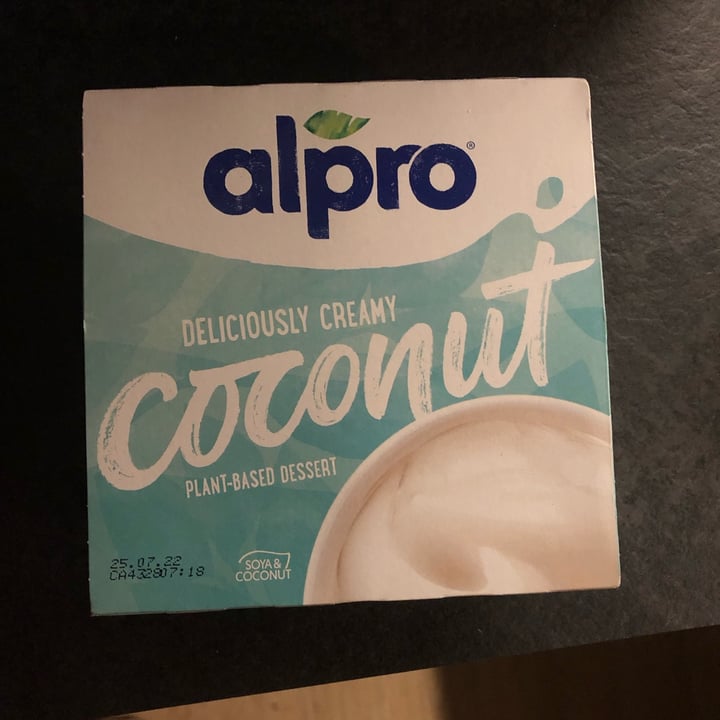 alpro®
DELICIOUSLY CREAMY
coconut
PLANT-BASED DESSERT
25.07.22
CA432807:18
SOYA &
COCONUT